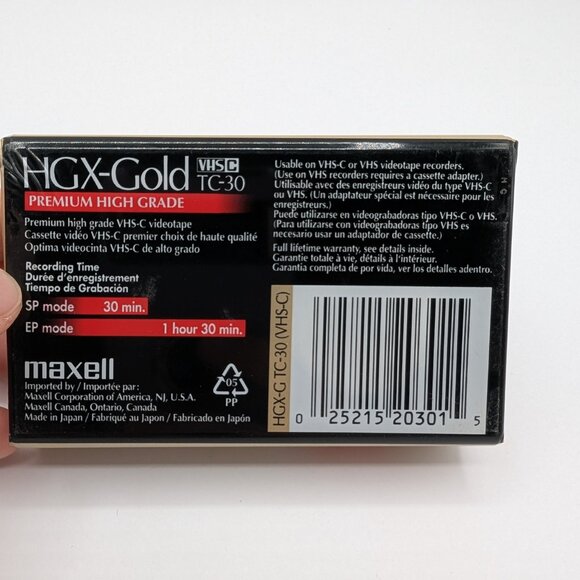 HGX-Gold VHS C TC-30
PREMIUM HIGH GRADE
Premium high grade VHS-C videotape
Cassette vidéo VHS-C premier choix de haute qualité
Optima videocinta VHS-C de alto grado
Recording Time
Durée d'enregistrement
Tiempo de Grabación
SP mode 30 min.
EP mode 1 hour 30 min.
maxell
Imported by / Importée par:
Maxell Corporation of America, NJ, U.S.A.
Maxell Canada, Ontario, Canada
Made in Japan / Fabriqué au Japon / Fabricado en Japón
05
PP
Usable on VHS-C or VHS videotape recorders.
(Use on VHS recorders requires a cassette adapter.)
Utilisable avec des enregistreurs vidéo du type VHS-C
ou VHS. (Un adaptateur spécial est nécessaire pour les
enregistreurs.)
Puede utilizarse en videograbadoras tipo VHS-C o VHS.
(Para utilizarse con videograbadoras tipo VHS es
necesario usar un adaptador de cassette.)
Full lifetime warranty, see details inside.
Garantie totale à vie, détails à l'intérieur.
Garantía completa de por vida, ver los detalles adentro.
HGX-G TC-30 (VHS-C)
0 25215 20301 5